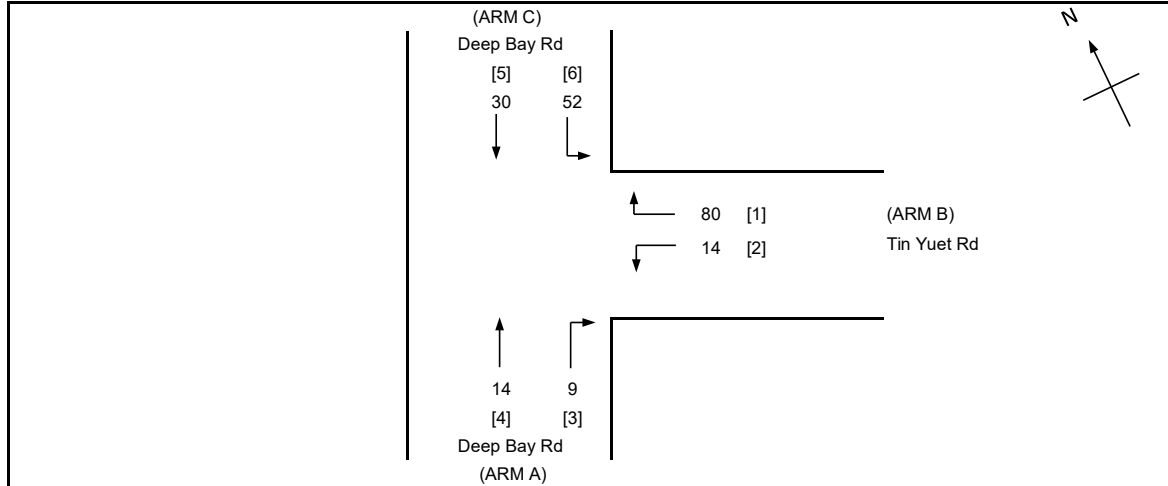 N
(ARM C)
Deep Bay Rd
[5] [6]
30 52
80 [1] (ARM B)
14 [2] Tin Yuet Rd
14 9
[4] [3]
Deep Bay Rd
(ARM A)